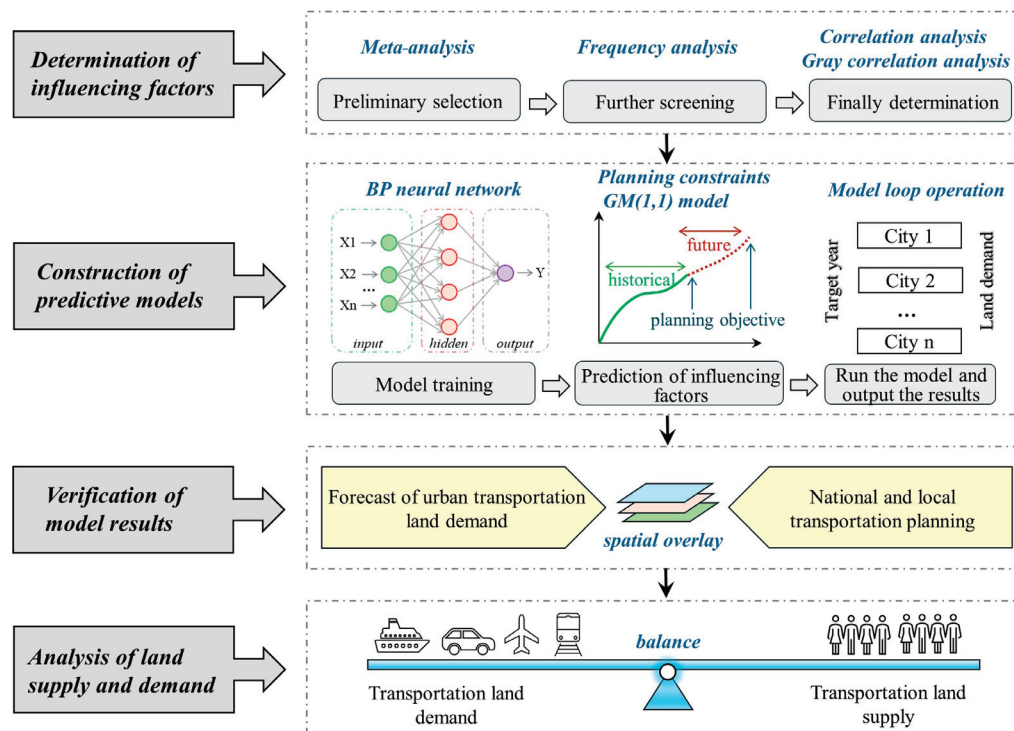 Determination of
influencing factors
Meta-analysis
Frequency analysis
Correlation analysis
Gray correlation analysis
Preliminary selection
Further screening
Finally determination
Construction of
predictive models
BP neural network
Planning constraints
GM(1,1) model
Model loop operation
X1
X2
...
Xn
Y
input
hidden
output
future
historical
planning objective
Target year
City 1
City 2
...
City n
Land demand
Model training
Prediction of influencing
factors
Run the model and
output the results
Verification of
model results
Forecast of urban transportation
land demand
spatial overlay
National and local
transportation planning
Analysis of land
supply and demand
balance
Transportation land
demand
Transportation land
supply